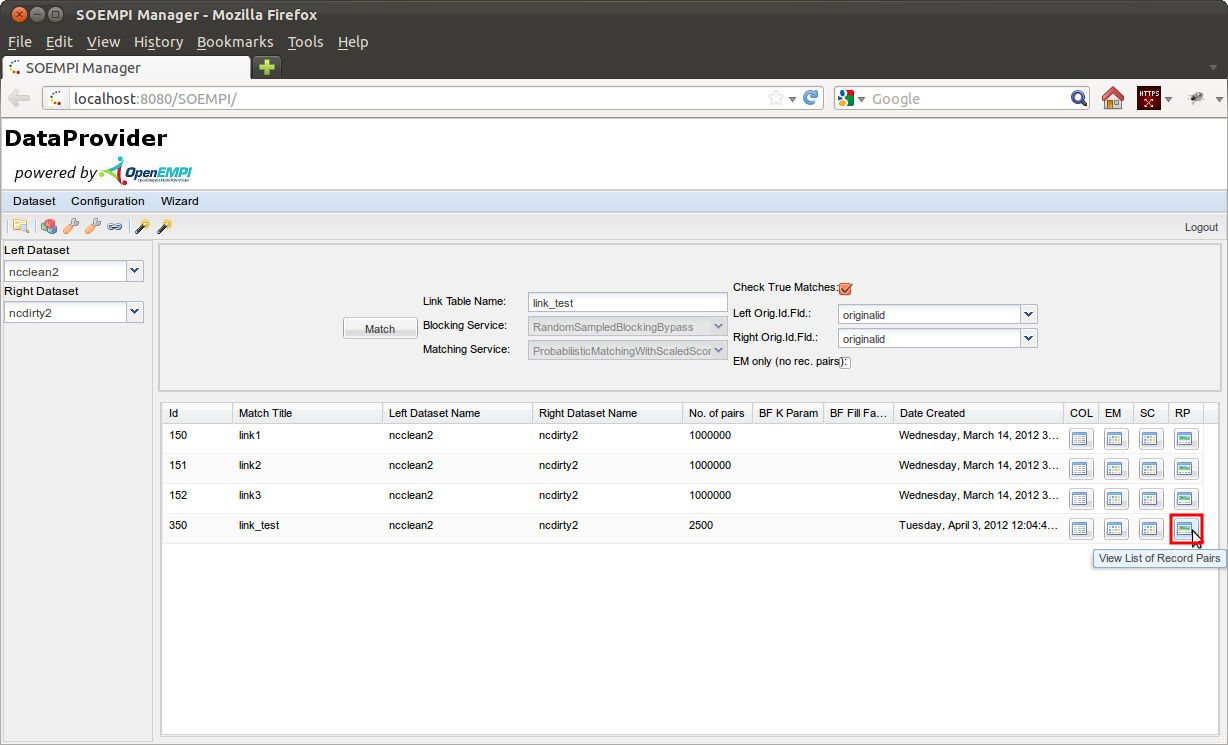 SOEMPI Manager - Mozilla Firefox
File Edit View History Bookmarks Tools Help
SOEMPI Manager
localhost:8080/SOEMPI/
Google
HTTPS
DataProvider
powered by OpenEMPI
Dataset Configuration Wizard
Logout
Left Dataset
ncclean2
Right Dataset
ncdirty2
Match
Link Table Name: link_test
Blocking Service: RandomSampledBlockingBypass
Matching Service: ProbabilisticMatchingWithScaledScor
Check True Matches:
Left Orig.Id.Fld.: originalid
Right Orig.Id.Fld.: originalid
EM only (no rec. pairs):
Id Match Title Left Dataset Name Right Dataset Name No. of pairs BF K Param BF Fill Fa... Date Created COL EM SC RP
150 link1 ncclean2 ncdirty2 1000000 Wednesday, March 14, 2012 3...
151 link2 ncclean2 ncdirty2 1000000 Wednesday, March 14, 2012 3...
152 link3 ncclean2 ncdirty2 1000000 Wednesday, March 14, 2012 3...
350 link_test ncclean2 ncdirty2 2500 Tuesday, April 3, 2012 12:04:4...
View List of Record Pairs